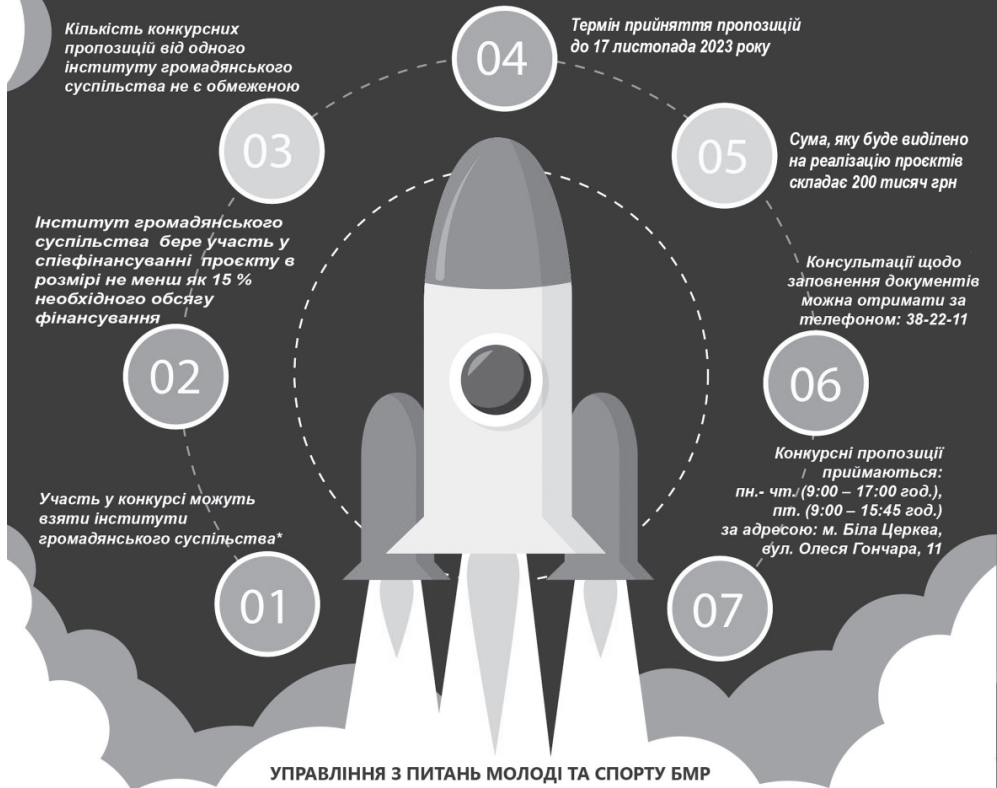 Кількість конкурсних
пропозицій від одного
інституту громадянського
суспільства не є обмеженою
03
04
Термін прийняття пропозицій
до 17 листопада 2023 року
05
Сума, яку буде виділено
на реалізацію проєктів
складає 200 тисяч грн
Інститут громадянського
суспільства бере участь у
співфінансуванні проєкту в
розмірі не менш як 15 %
необхідного обсягу
фінансування
02
Консультації щодо
заповнення документів
можна отримати за
телефоном: 38-22-11
06
Участь у конкурсі можуть
взяти інститути
громадянського суспільства*
01
Конкурсні пропозиції
приймаються:
пн.- чт. (9:00 – 17:00 год.),
пт. (9:00 – 15:45 год.)
за адресою: м. Біла Церква,
вул. Олеся Гончара, 11
07
УПРАВЛІННЯ З ПИТАНЬ МОЛОДІ ТА СПОРТУ БМР